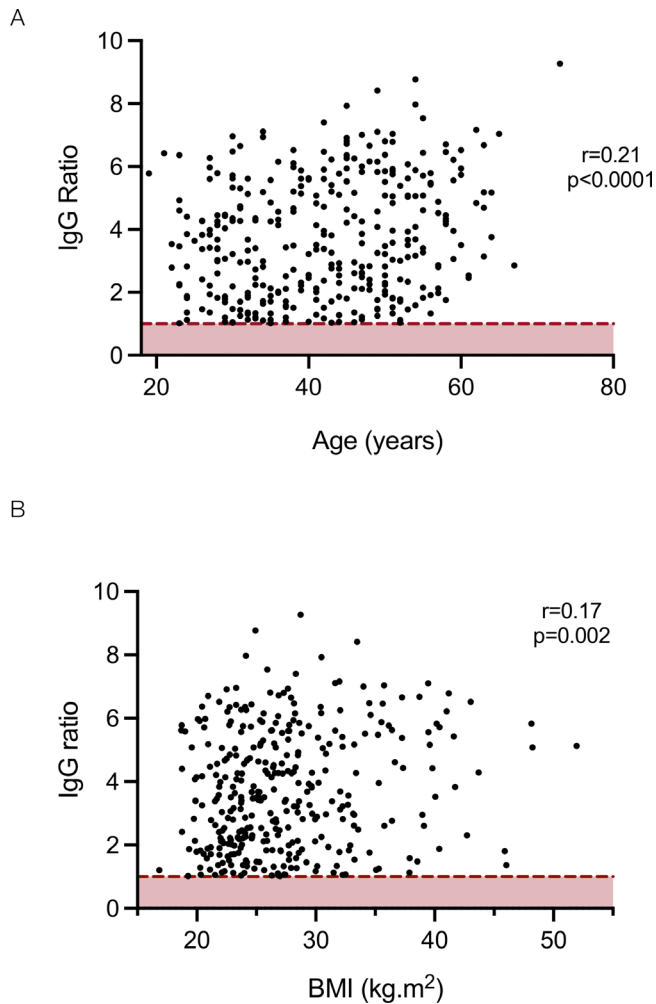 A
10
8
6
4
2
0
IgG Ratio
r=0.21
p<0.0001
20 40 60 80
Age (years)
B
10
8
6
4
2
0
IgG ratio
r=0.17
p=0.002
20 30 40 50
BMI (kg.m²)